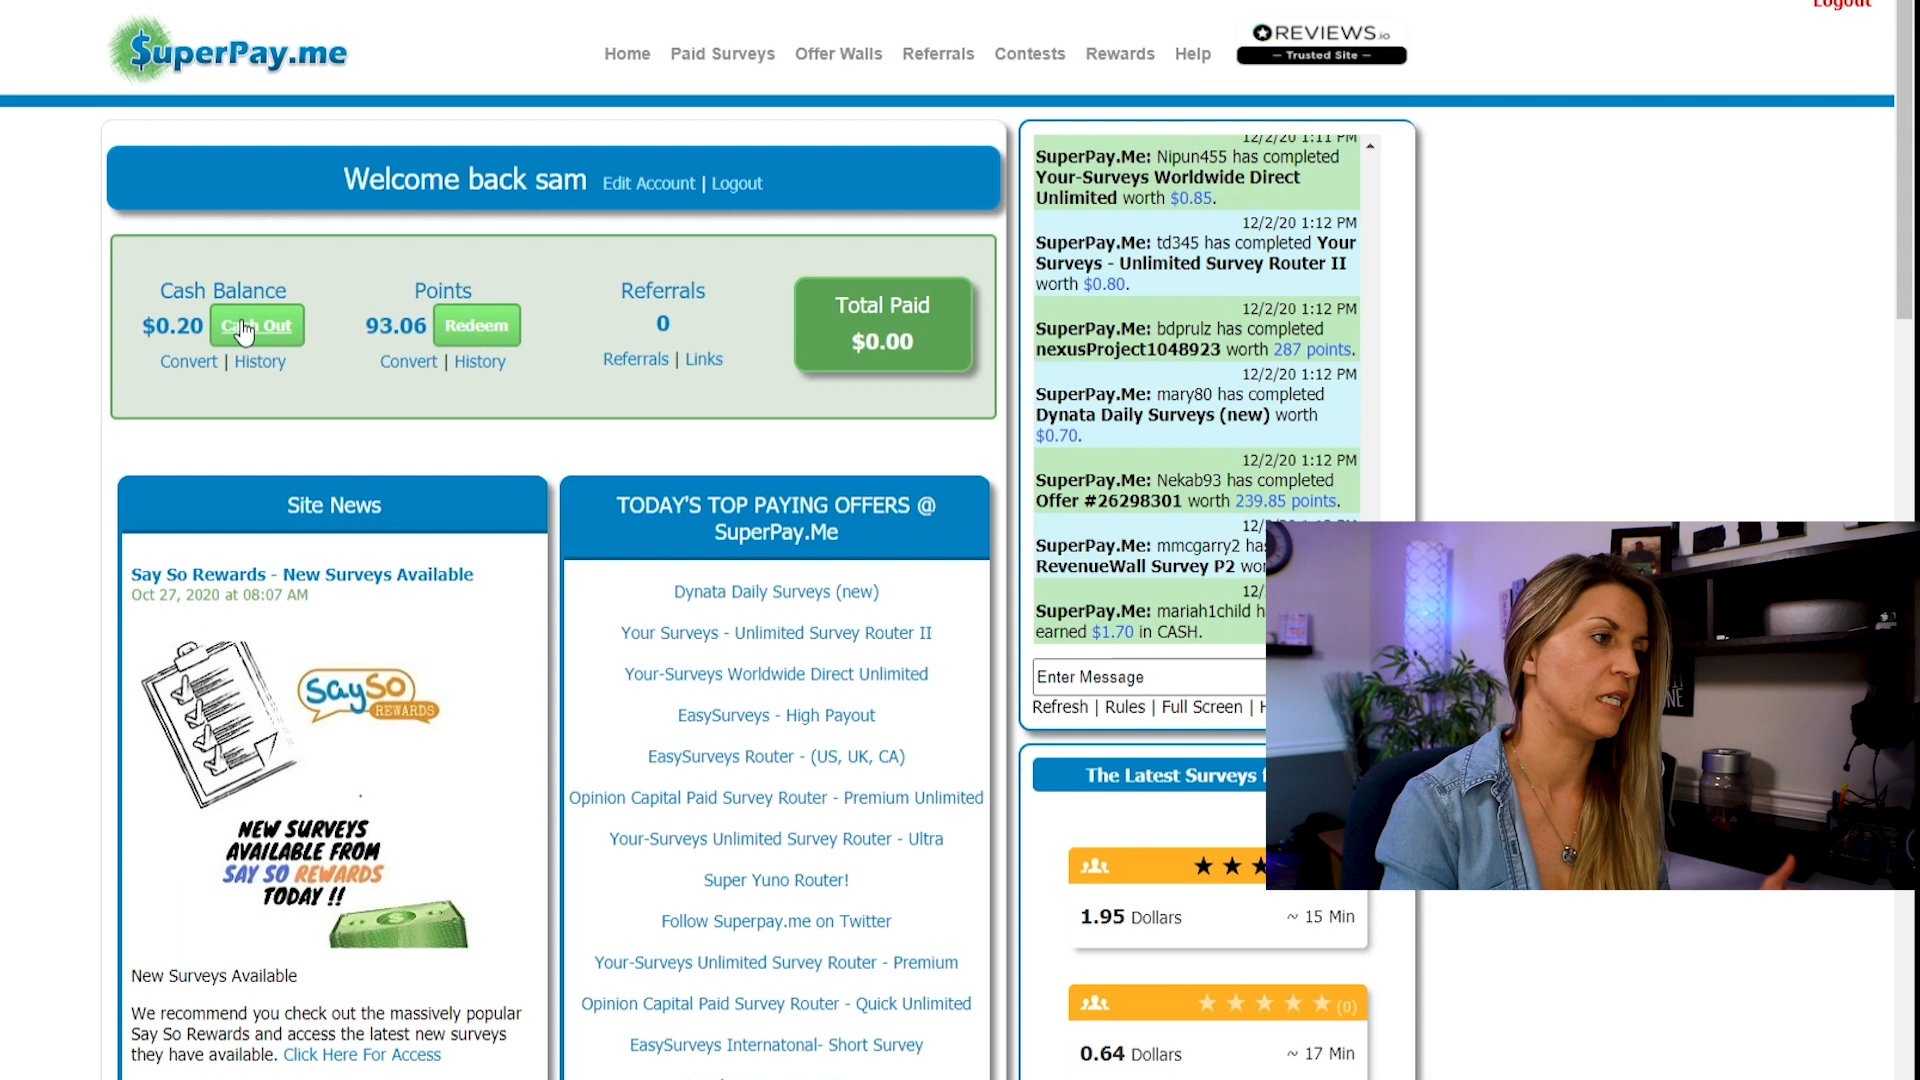 Logout
$uperPay.me
Home Paid Surveys Offer Walls Referrals Contests Rewards Help
REVIEWS.io
— Trusted Site —
Welcome back sam Edit Account | Logout
Cash Balance
$0.20 Cash Out
Convert | History
Points
93.06 Redeem
Convert | History
Referrals
0
Referrals | Links
Total Paid
$0.00
Site News
Say So Rewards - New Surveys Available
Oct 27, 2020 at 08:07 AM
saySo
REWARDS
NEW SURVEYS
AVAILABLE FROM
SAY SO REWARDS
TODAY !!
New Surveys Available
We recommend you check out the massively popular
Say So Rewards and access the latest new surveys
they have available. Click Here For Access
TODAY'S TOP PAYING OFFERS @
SuperPay.Me
Dynata Daily Surveys (new)
Your Surveys - Unlimited Survey Router II
Your-Surveys Worldwide Direct Unlimited
EasySurveys - High Payout
EasySurveys Router - (US, UK, CA)
Opinion Capital Paid Survey Router - Premium Unlimited
Your-Surveys Unlimited Survey Router - Ultra
Super Yuno Router!
Follow Superpay.me on Twitter
Your-Surveys Unlimited Survey Router - Premium
Opinion Capital Paid Survey Router - Quick Unlimited
EasySurveys Internatonal- Short Survey
12/2/20 1:11 PM
SuperPay.Me: Nipun455 has completed
Your-Surveys Worldwide Direct
Unlimited worth $0.85.
12/2/20 1:12 PM
SuperPay.Me: td345 has completed Your
Surveys - Unlimited Survey Router II
worth $0.80.
12/2/20 1:12 PM
SuperPay.Me: bdprulz has completed
nexusProject1048923 worth 287 points.
12/2/20 1:12 PM
SuperPay.Me: mary80 has completed
Dynata Daily Surveys (new) worth
$0.70.
12/2/20 1:12 PM
SuperPay.Me: Nekab93 has completed
Offer #26298301 worth 239.85 points.
SuperPay.Me: mmcgarry2 has
RevenueWall Survey P2
SuperPay.Me: mariah1child
earned $1.70 in CASH.
Enter Message
Refresh | Rules | Full Screen |
The Latest Surveys
1.95 Dollars ~ 15 Min
(0)
0.64 Dollars ~ 17 Min